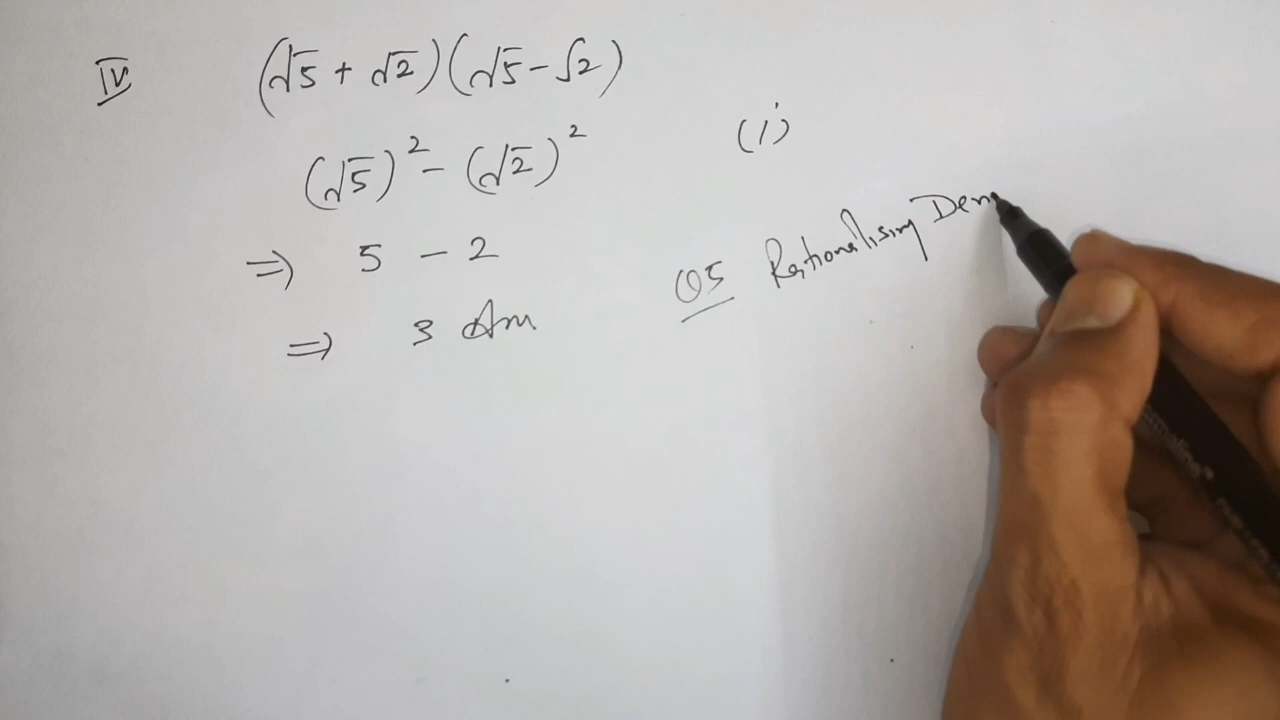 IV (√5 + √2)(√5 - √2)
(√5)² - (√2)²
⇒ 5 - 2
⇒ 3 Ans
(i)
Q5 Rationalising Den